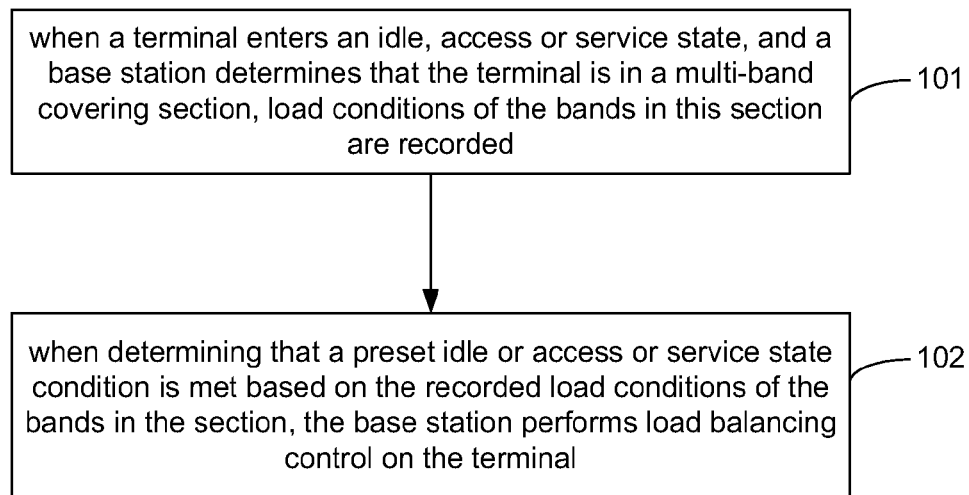 when a terminal enters an idle, access or service state, and a
base station determines that the terminal is in a multi-band
covering section, load conditions of the bands in this section
are recorded
101
when determining that a preset idle or access or service state
condition is met based on the recorded load conditions of the
bands in the section, the base station performs load balancing
control on the terminal
102